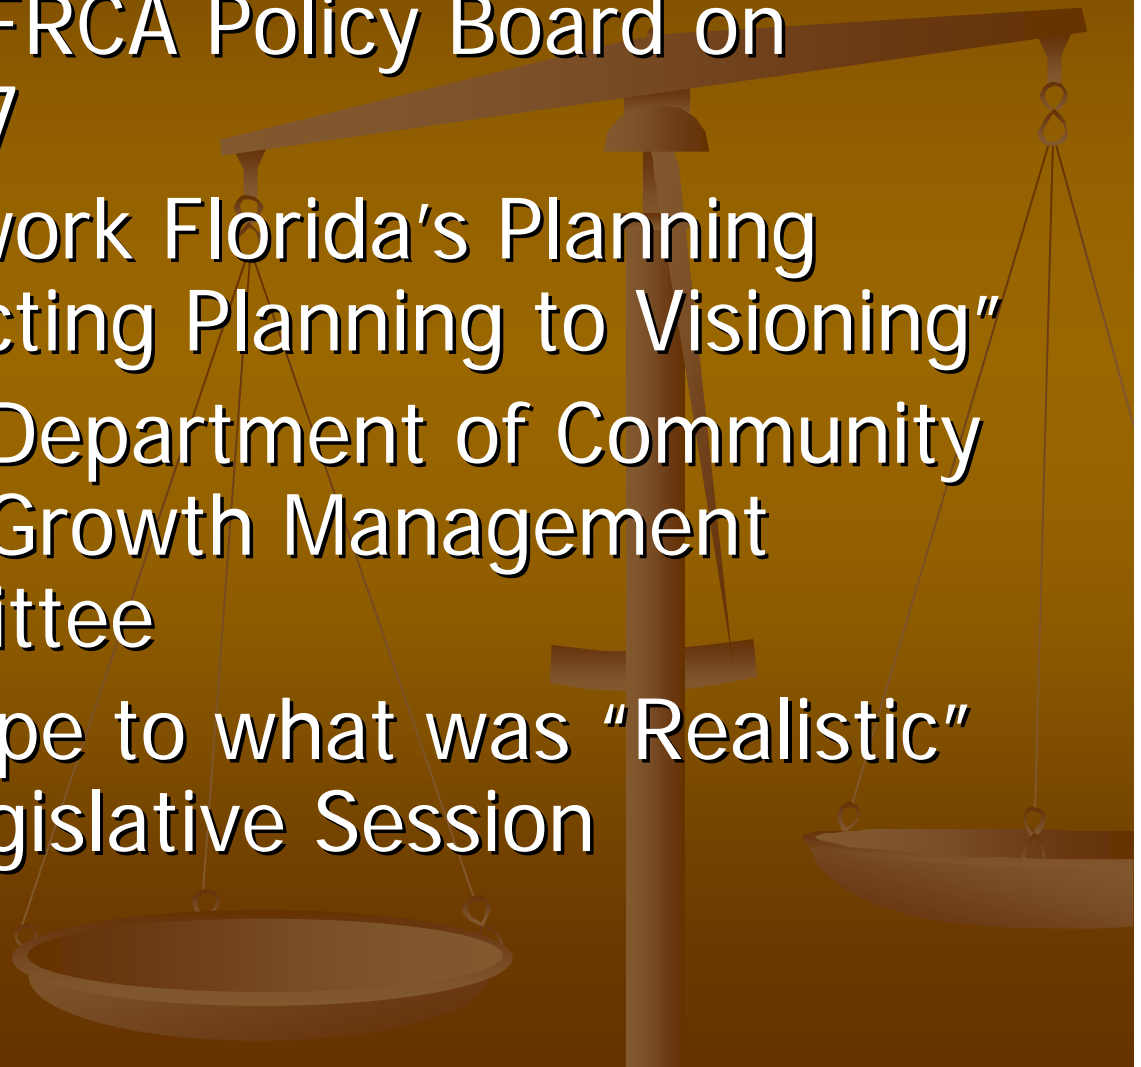 FRCA Policy Board on
7
work Florida's Planning
cting Planning to Visioning”
Department of Community
Growth Management
ittee
pe to what was “Realistic”
gislative Session